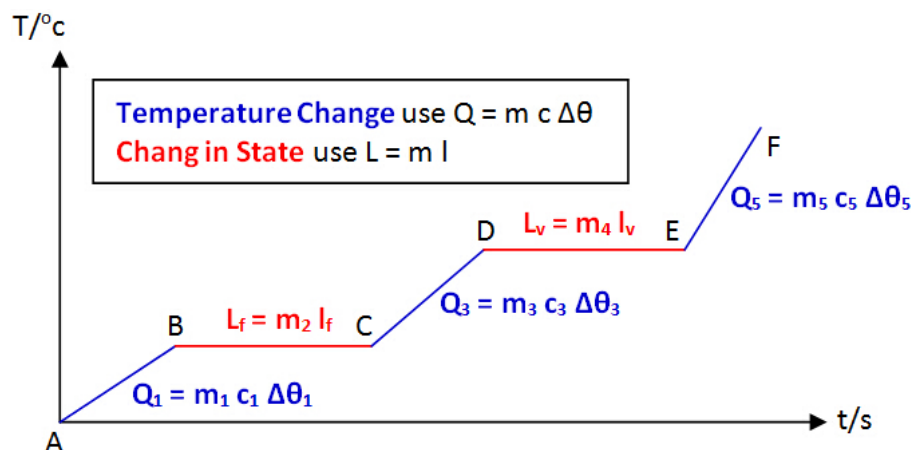 T/°c
Temperature Change use Q = m c Δθ
Chang in State use L = m l
F
Q₅ = m₅ c₅ Δθ₅
D
Lᵥ = m₄ lᵥ
E
Q₃ = m₃ c₃ Δθ₃
B
L_f = m₂ l_f
C
Q₁ = m₁ c₁ Δθ₁
A
t/s